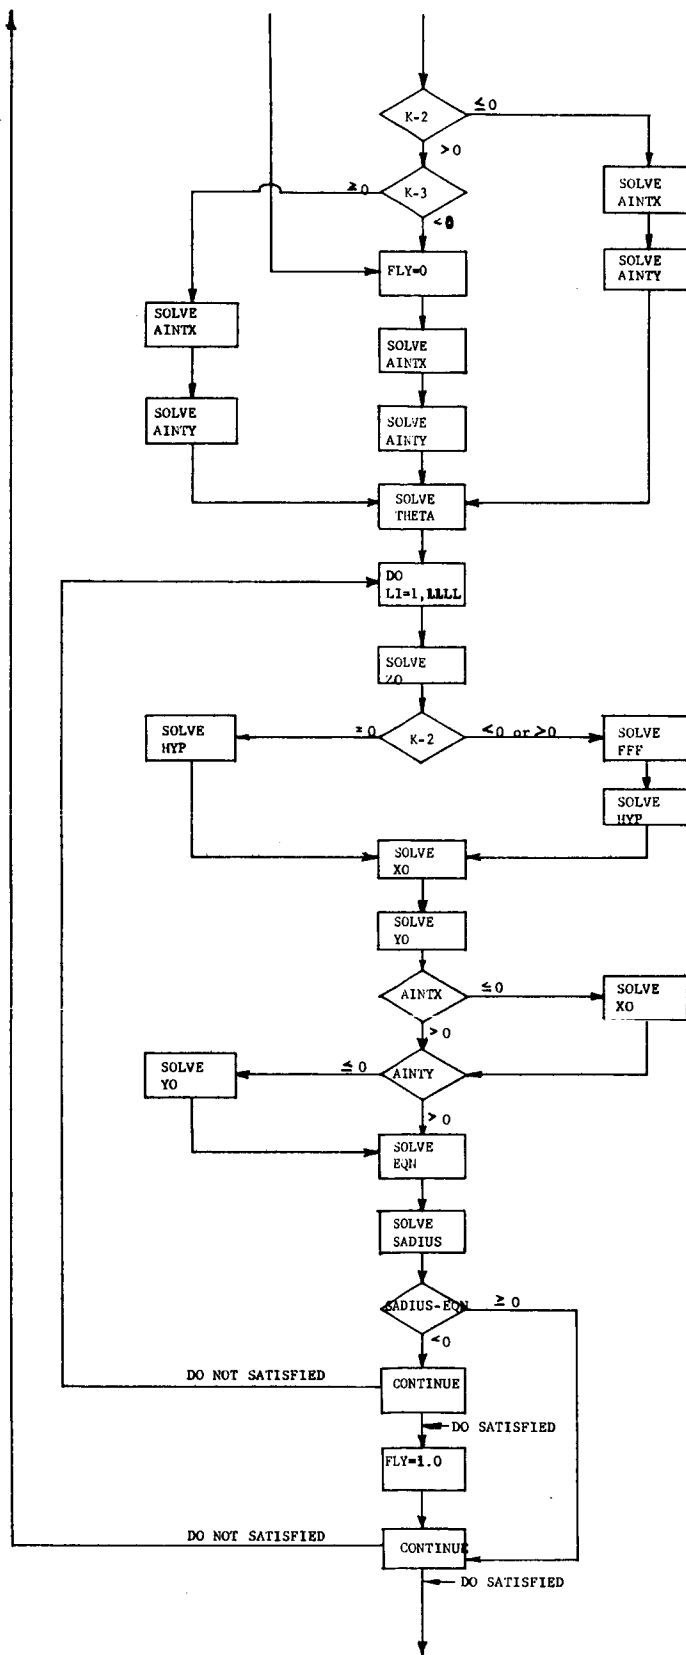 K-2
≤0
>0
SOLVE
AINTX
≥0
K-3
<0
SOLVE
AINTY
FLY=0
SOLVE
AINTX
SOLVE
AINTX
SOLVE
AINTY
SOLVE
AINTY
SOLVE
THETA
DO
LI=1,LLLL
SOLVE
ZO
SOLVE
HYP
=0
K-2
<0 or >0
SOLVE
FFF
SOLVE
HYP
SOLVE
XO
SOLVE
YO
AINTX
≤0
SOLVE
XO
>0
SOLVE
YO
≤0
AINTY
>0
SOLVE
EQN
SOLVE
SADIUS
SADIUS-EQN
≥0
<0
DO NOT SATISFIED
CONTINUE
DO SATISFIED
FLY=1.0
DO NOT SATISFIED
CONTINUE
DO SATISFIED